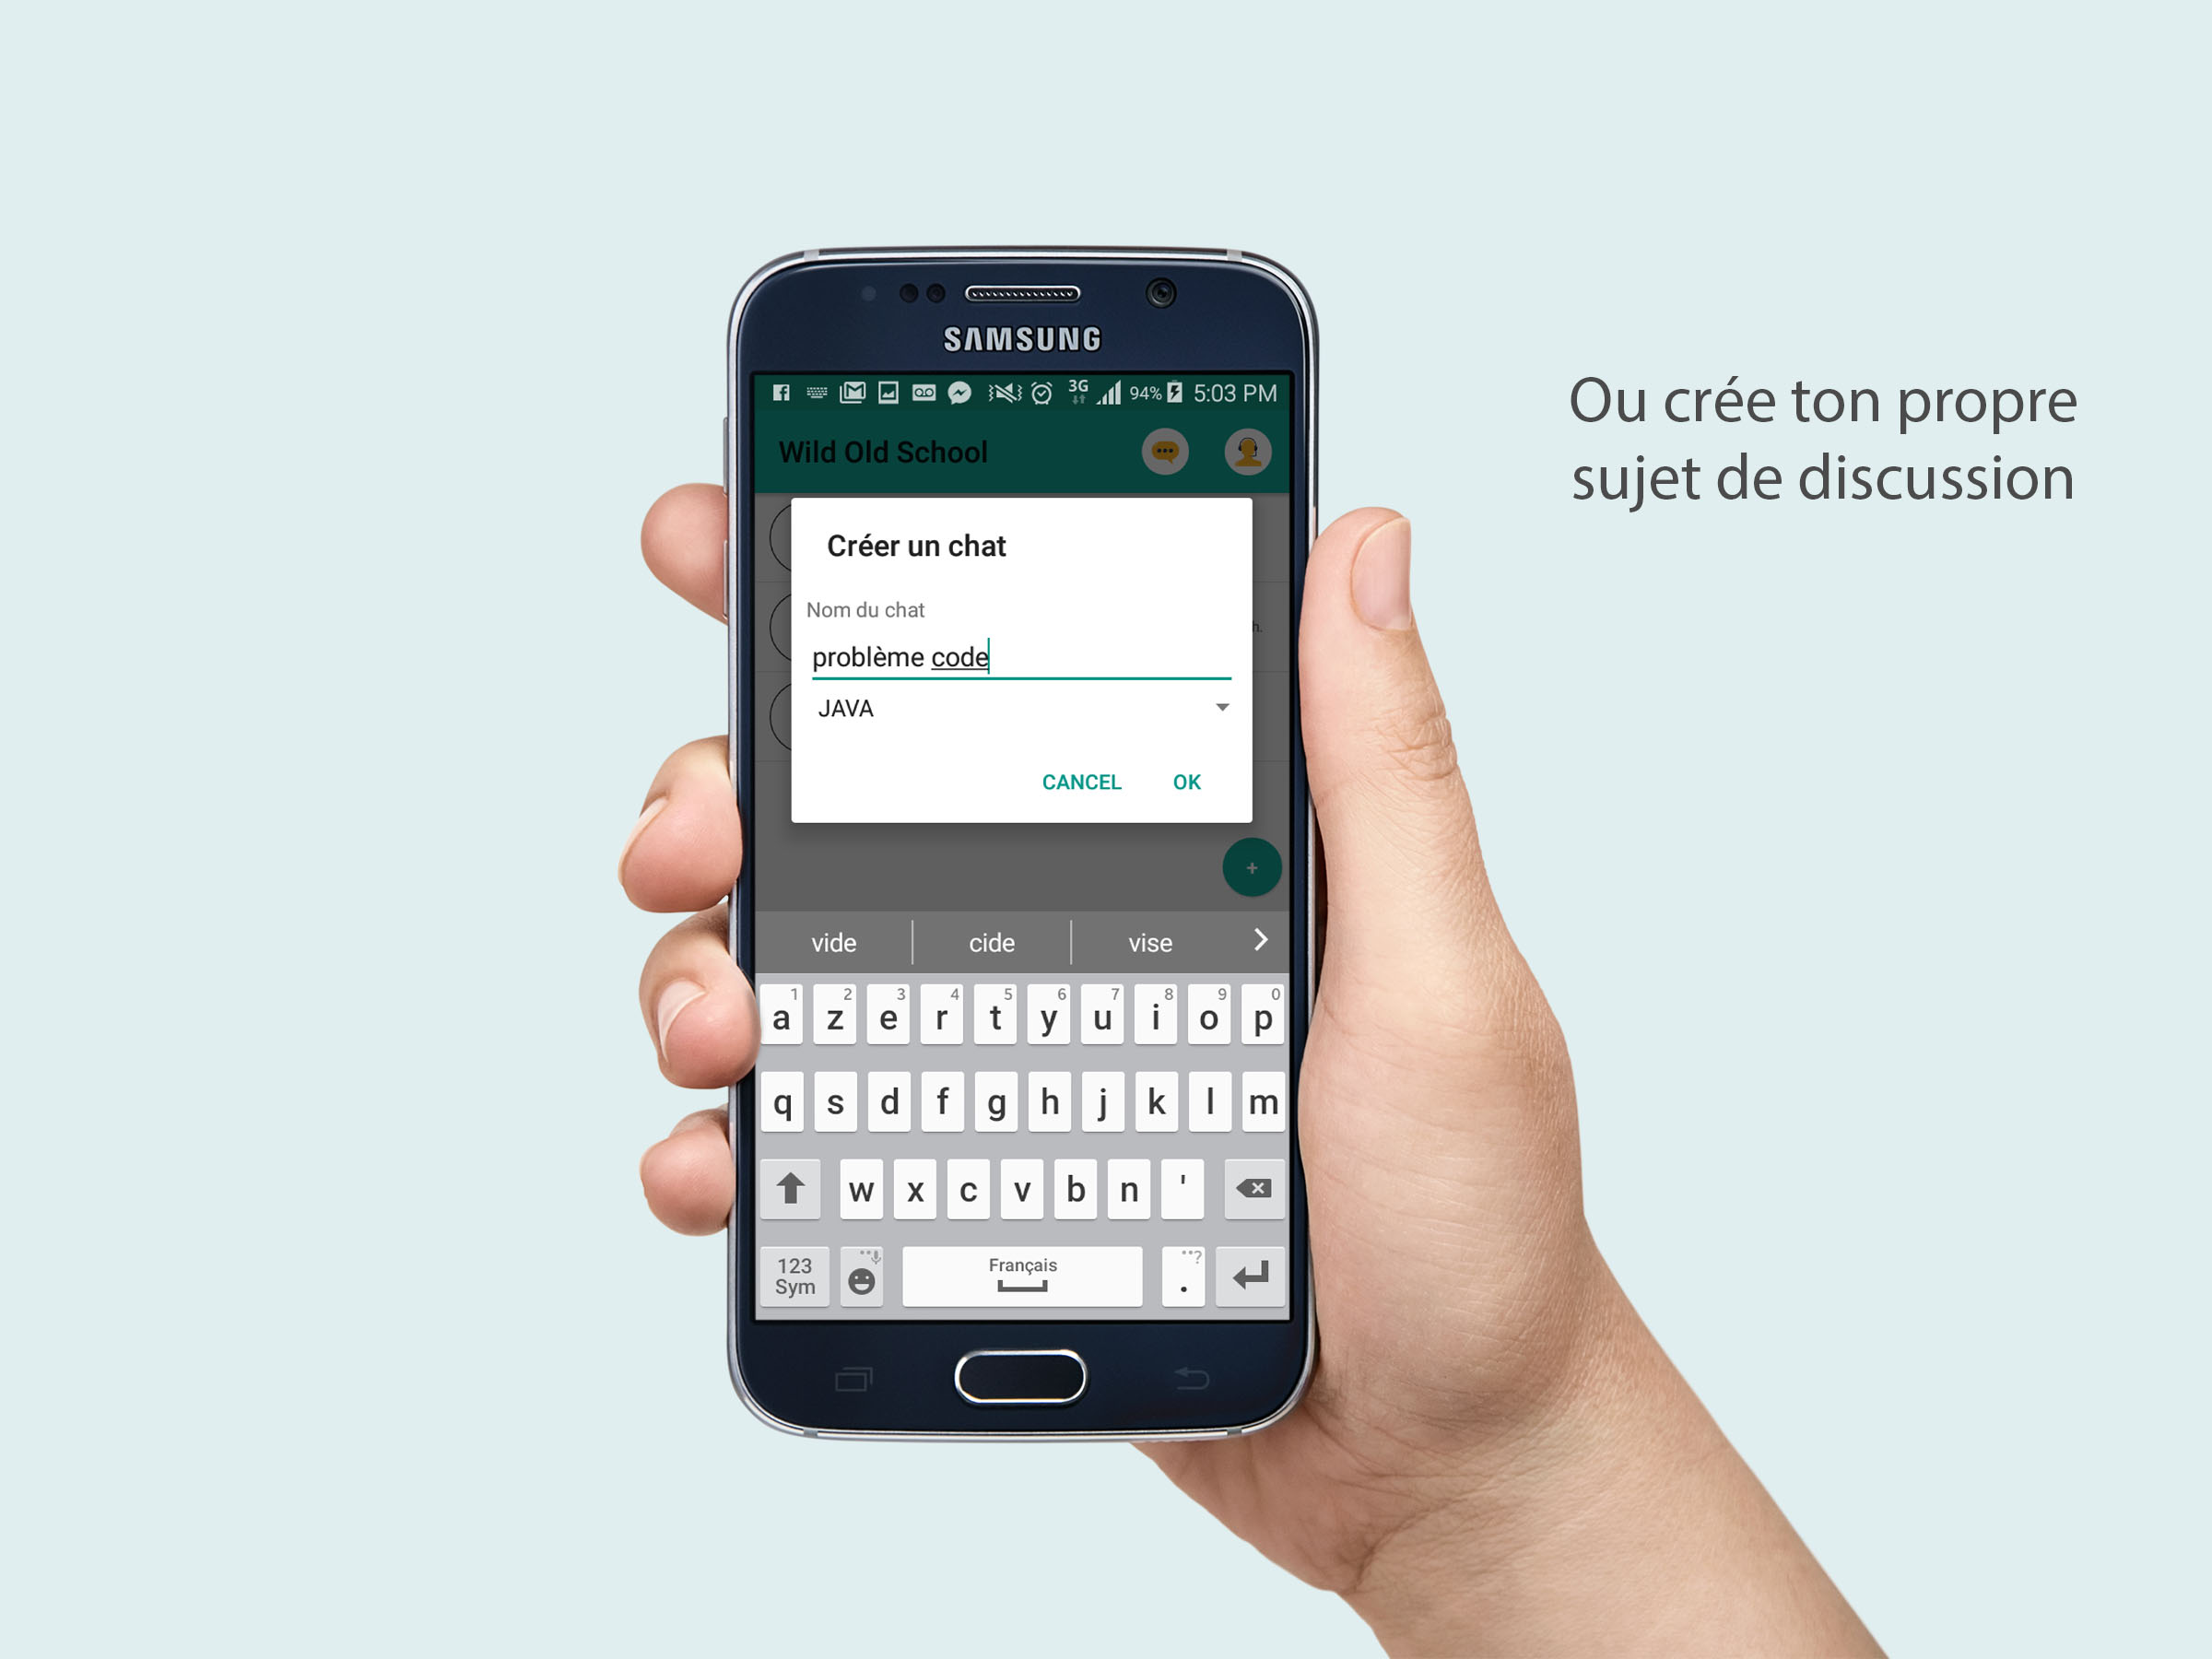 SAMSUNG
3G 94% 5:03 PM
Wild Old School
Ou crée ton propre
sujet de discussion
Créer un chat
Nom du chat
h.
problème code
JAVA
CANCEL OK
+
vide cide vise
1 2 3 4 5 6 7 8 9 0
a z e r t y u i o p
q s d f g h j k l m
w x c v b n '
123 Français ?
Sym .